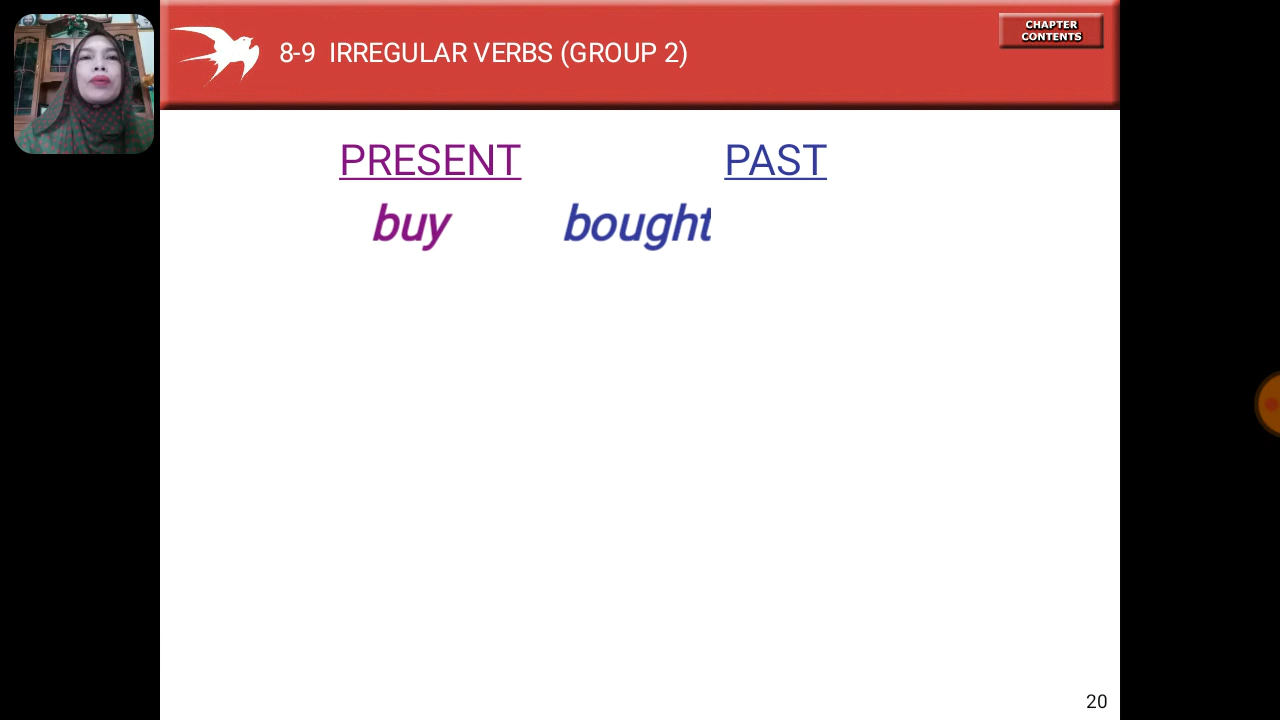 CHAPTER
CONTENTS
8-9 IRREGULAR VERBS (GROUP 2)
PRESENT PAST
buy bought
20